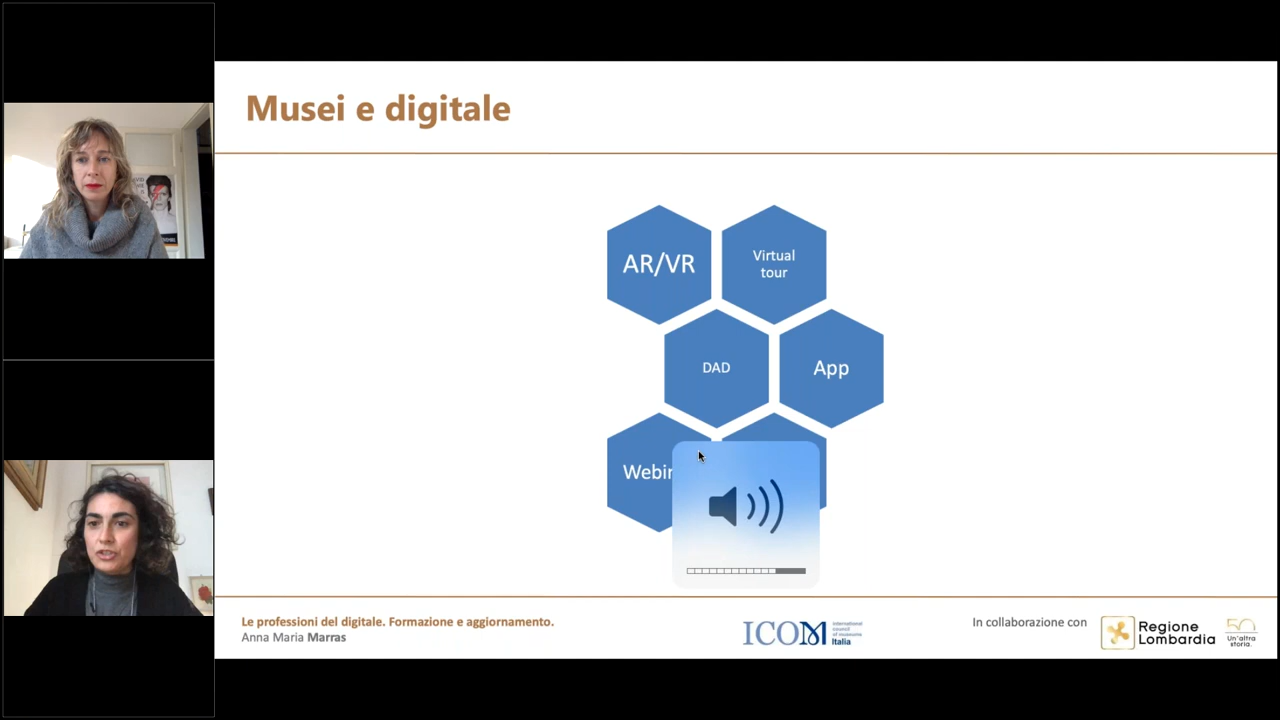 Musei e digitale
AR/VR
Virtual
tour
DAD
App
Le professioni del digitale. Formazione e aggiornamento.
Anna Maria Marras
ICOM
international
council
of museums
Italia
In collaborazione con
Regione
Lombardia
50
Un'altra
storia.